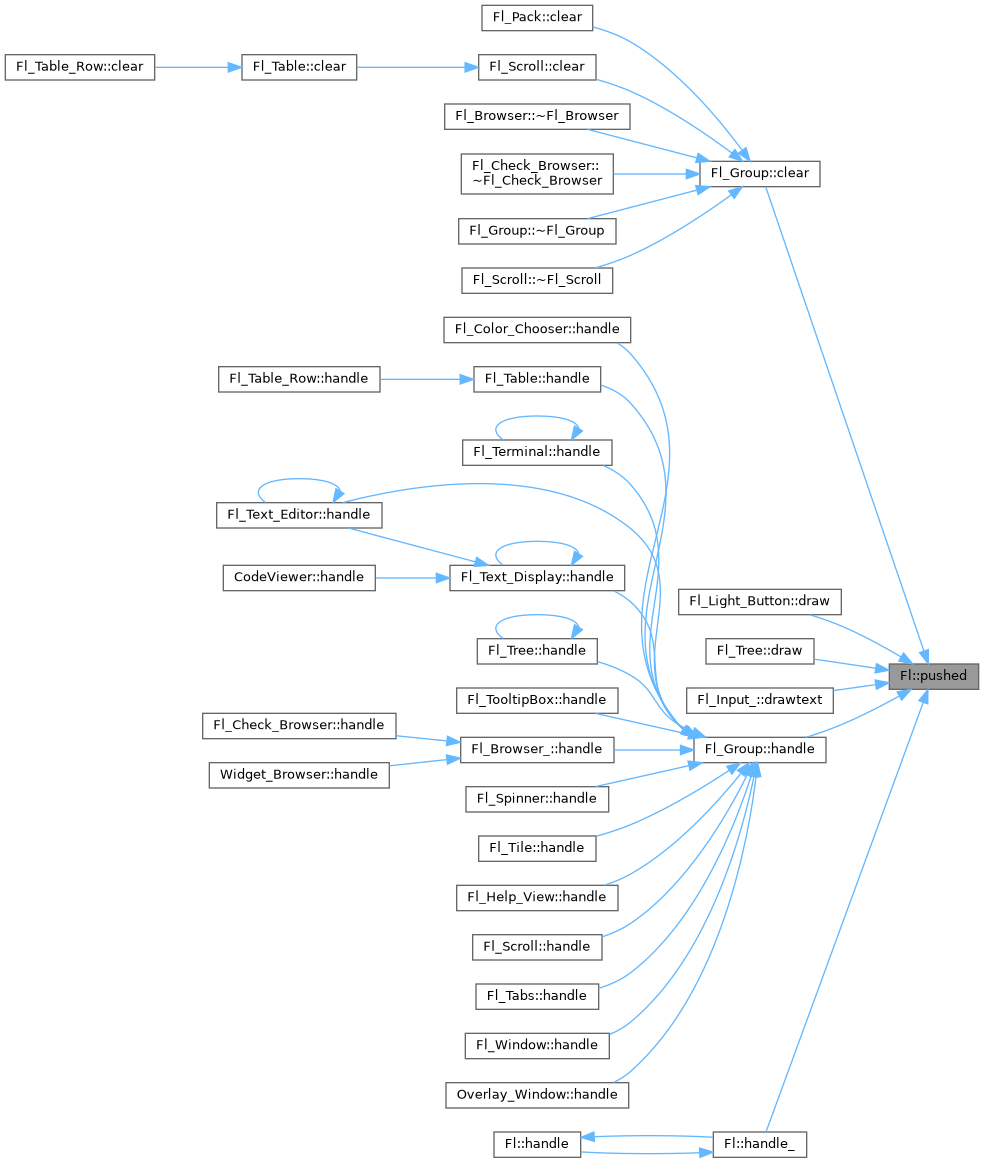 Fl_Pack::clear
Fl_Table_Row::clear
Fl_Table::clear
Fl_Scroll::clear
Fl_Browser::~Fl_Browser
Fl_Check_Browser::
~Fl_Check_Browser
Fl_Group::clear
Fl_Group::~Fl_Group
Fl_Scroll::~Fl_Scroll
Fl_Color_Chooser::handle
Fl_Table_Row::handle
Fl_Table::handle
Fl_Terminal::handle
Fl_Text_Editor::handle
CodeViewer::handle
Fl_Text_Display::handle
Fl_Light_Button::draw
Fl_Tree::handle
Fl_Tree::draw
Fl::pushed
Fl_TooltipBox::handle
Fl_Input_::drawtext
Fl_Check_Browser::handle
Fl_Browser_::handle
Fl_Group::handle
Widget_Browser::handle
Fl_Spinner::handle
Fl_Tile::handle
Fl_Help_View::handle
Fl_Scroll::handle
Fl_Tabs::handle
Fl_Window::handle
Overlay_Window::handle
Fl::handle
Fl::handle_